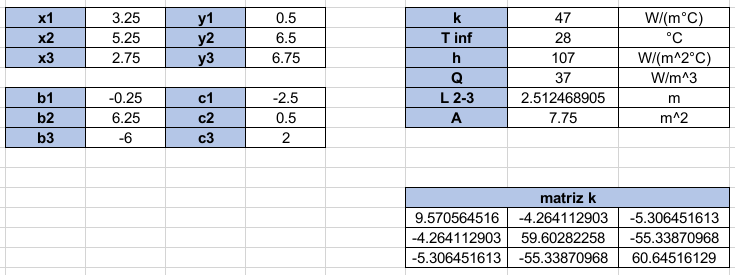 x1 3.25 y1 0.5 k 47 W/(m°C)
x2 5.25 y2 6.5 T inf 28 °C
x3 2.75 y3 6.75 h 107 W/(m^2°C)
Q 37 W/m^3
b1 -0.25 c1 -2.5 L 2-3 2.512468905 m
b2 6.25 c2 0.5 A 7.75 m^2
b3 -6 c3 2
matriz k
9.570564516 -4.264112903 -5.306451613
-4.264112903 59.60282258 -55.33870968
-5.306451613 -55.33870968 60.64516129